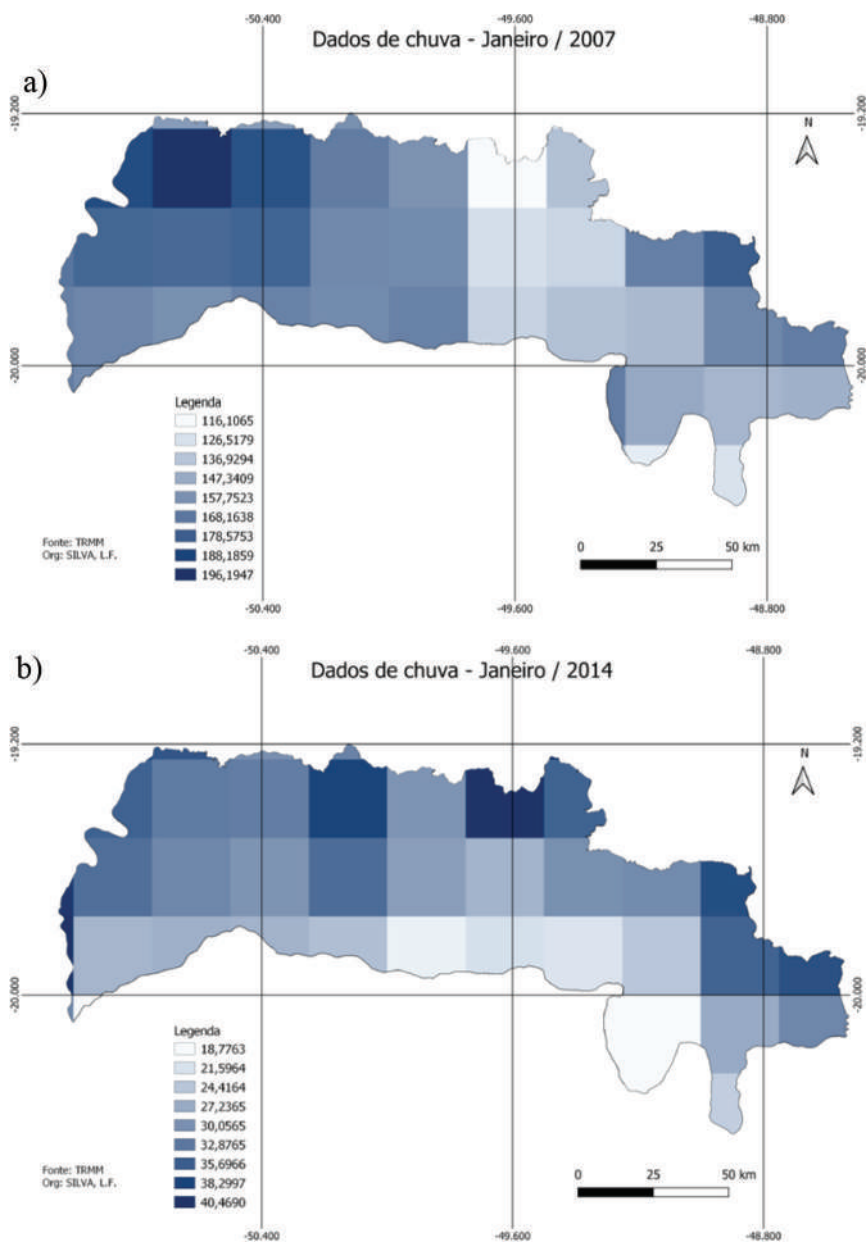 a)
Dados de chuva - Janeiro / 2007
-50.400
-49.600
-48.800
-19.200
-19.200
N
-20.000
-20.000
Legenda
116,1065
126,5179
136,9294
147,3409
157,7523
168,1638
178,5753
188,1859
196,1947
Fonte: TRMM
Org: SILVA, L.F.
0 25 50 km
-50.400
-49.600
-48.800
b)
Dados de chuva - Janeiro / 2014
-50.400
-49.600
-48.800
-19.200
-19.200
N
-20.000
-20.000
Legenda
18,7763
21,5964
24,4164
27,2365
30,0565
32,8765
35,6966
38,2997
40,4690
Fonte: TRMM
Org: SILVA, L.F.
0 25 50 km
-50.400
-49.600
-48.800